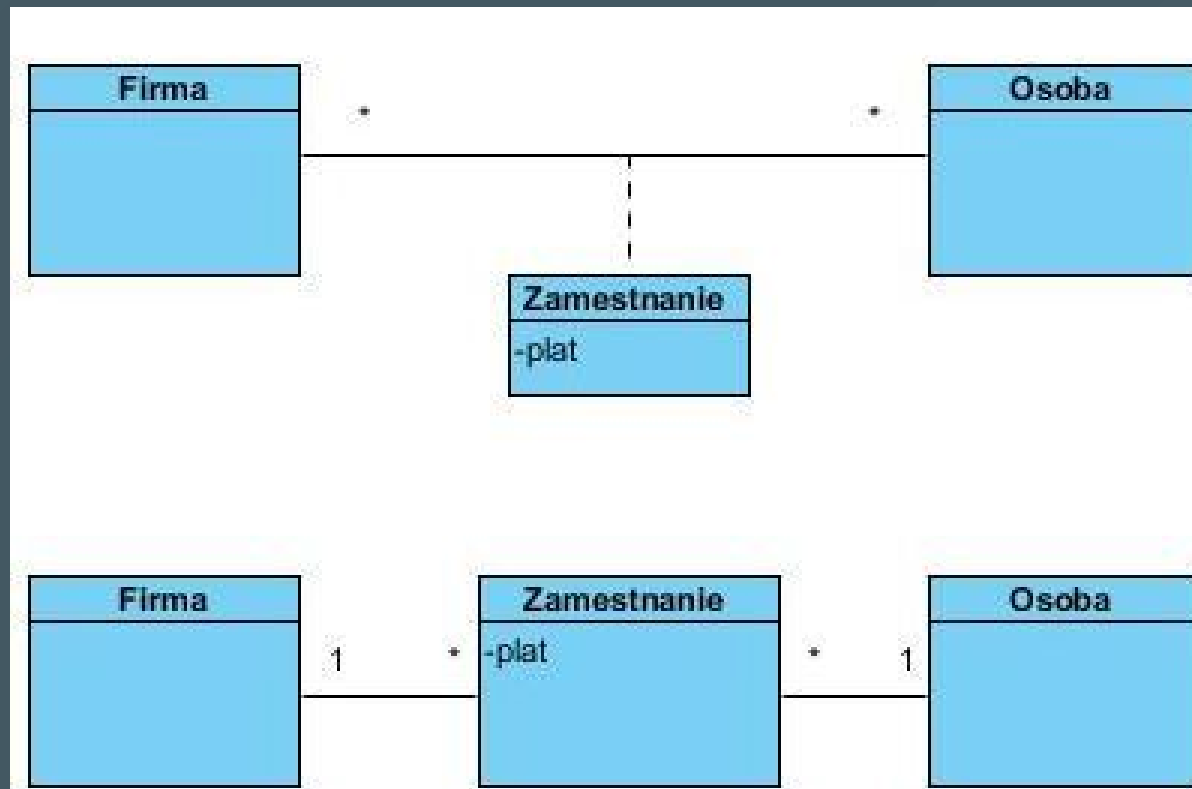 Firma
*
*
Osoba
Zamestnanie
-plat
Firma
1
*
Zamestnanie
-plat
*
1
Osoba